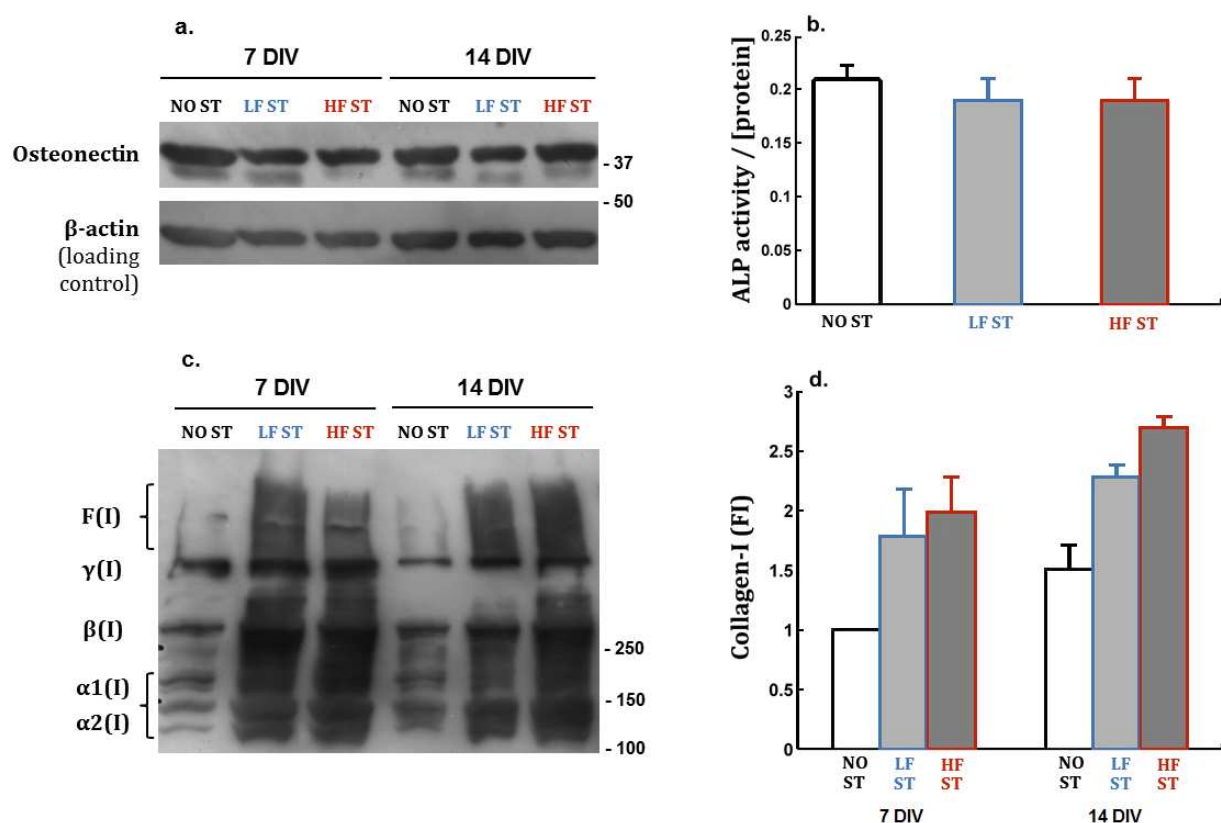 a.
7 DIV 14 DIV
NO ST LF ST HF ST NO ST LF ST HF ST
Osteonectin
- 37
- 50
β-actin
(loading
control)
b.
ALP activity / [protein]
0.25
0.2
0.15
0.1
0.05
0
NO ST LF ST HF ST
c.
7 DIV 14 DIV
NO ST LF ST HF ST NO ST LF ST HF ST
F(I)
γ(I)
β(I)
- 250
α1(I)
- 150
α2(I)
- 100
d.
Collagen-I (FI)
3
2.5
2
1.5
1
0.5
0
NO LF HF NO LF HF
ST ST ST ST ST ST
7 DIV 14 DIV